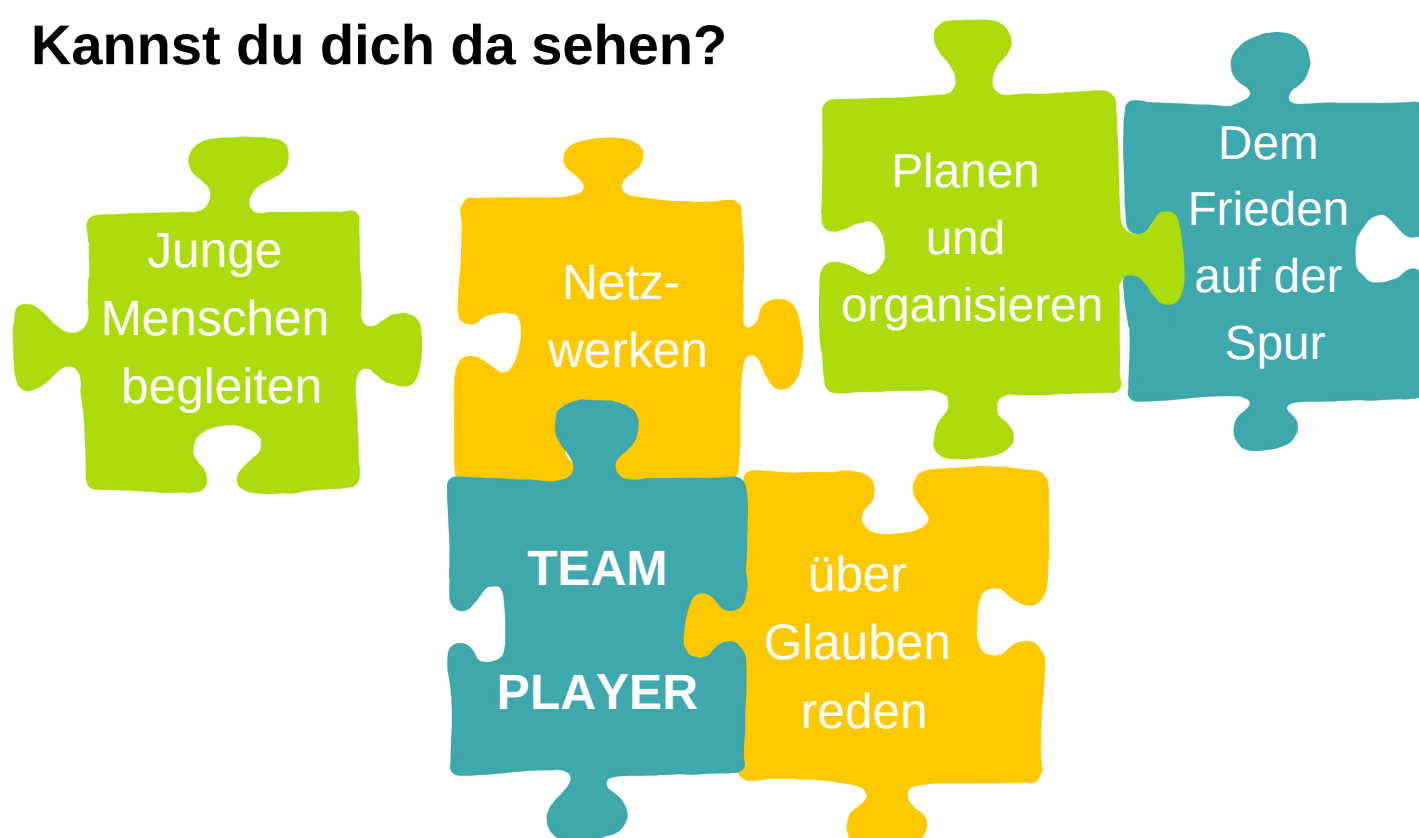 Kannst du dich da sehen?
Junge
Menschen
begleiten
Netz-
werken
Planen
und
organisieren
Dem
Frieden
auf der
Spur
TEAM
PLAYER
über
Glauben
reden